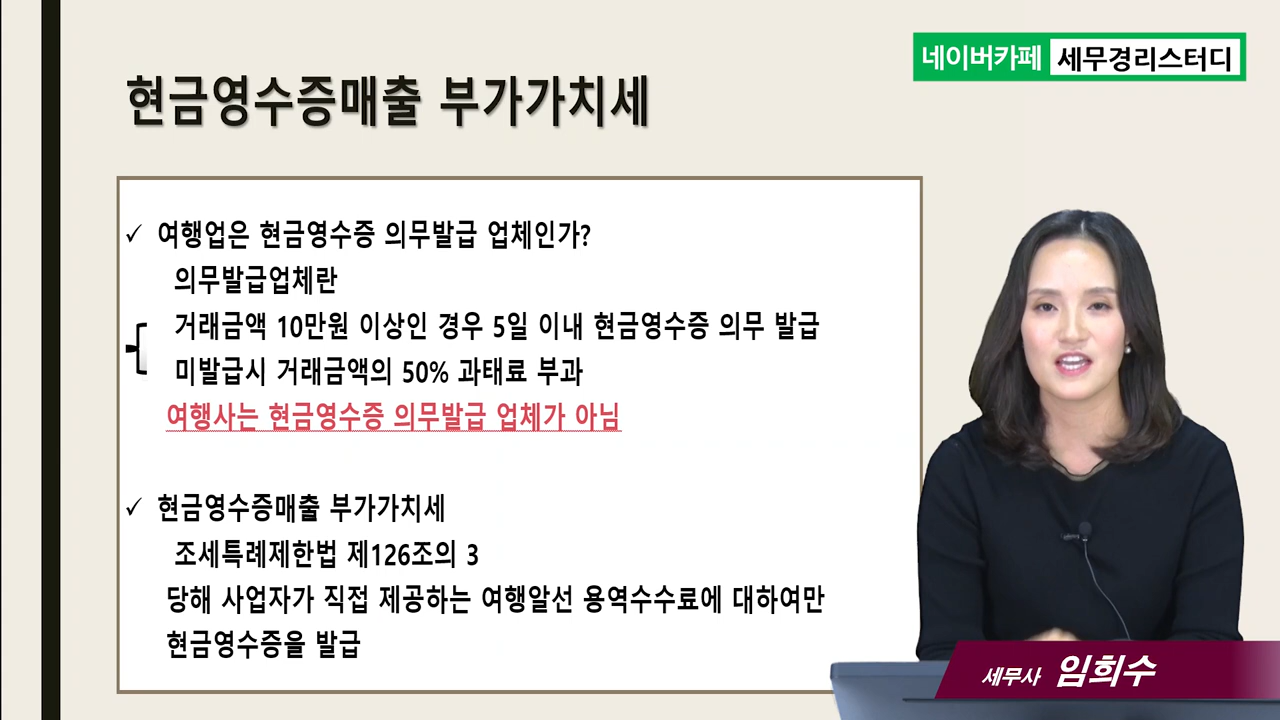 네이버카페 세무경리스터디
현금영수증매출 부가가치세
✓ 여행업은 현금영수증 의무발급 업체인가?
의무발급업체란
거래금액 10만원 이상인 경우 5일 이내 현금영수증 의무 발급
미발급시 거래금액의 50% 과태료 부과
여행사는 현금영수증 의무발급 업체가 아님
✓ 현금영수증매출 부가가치세
조세특례제한법 제126조의 3
당해 사업자가 직접 제공하는 여행알선 용역수수료에 대하여만
현금영수증을 발급
세무사 임희수